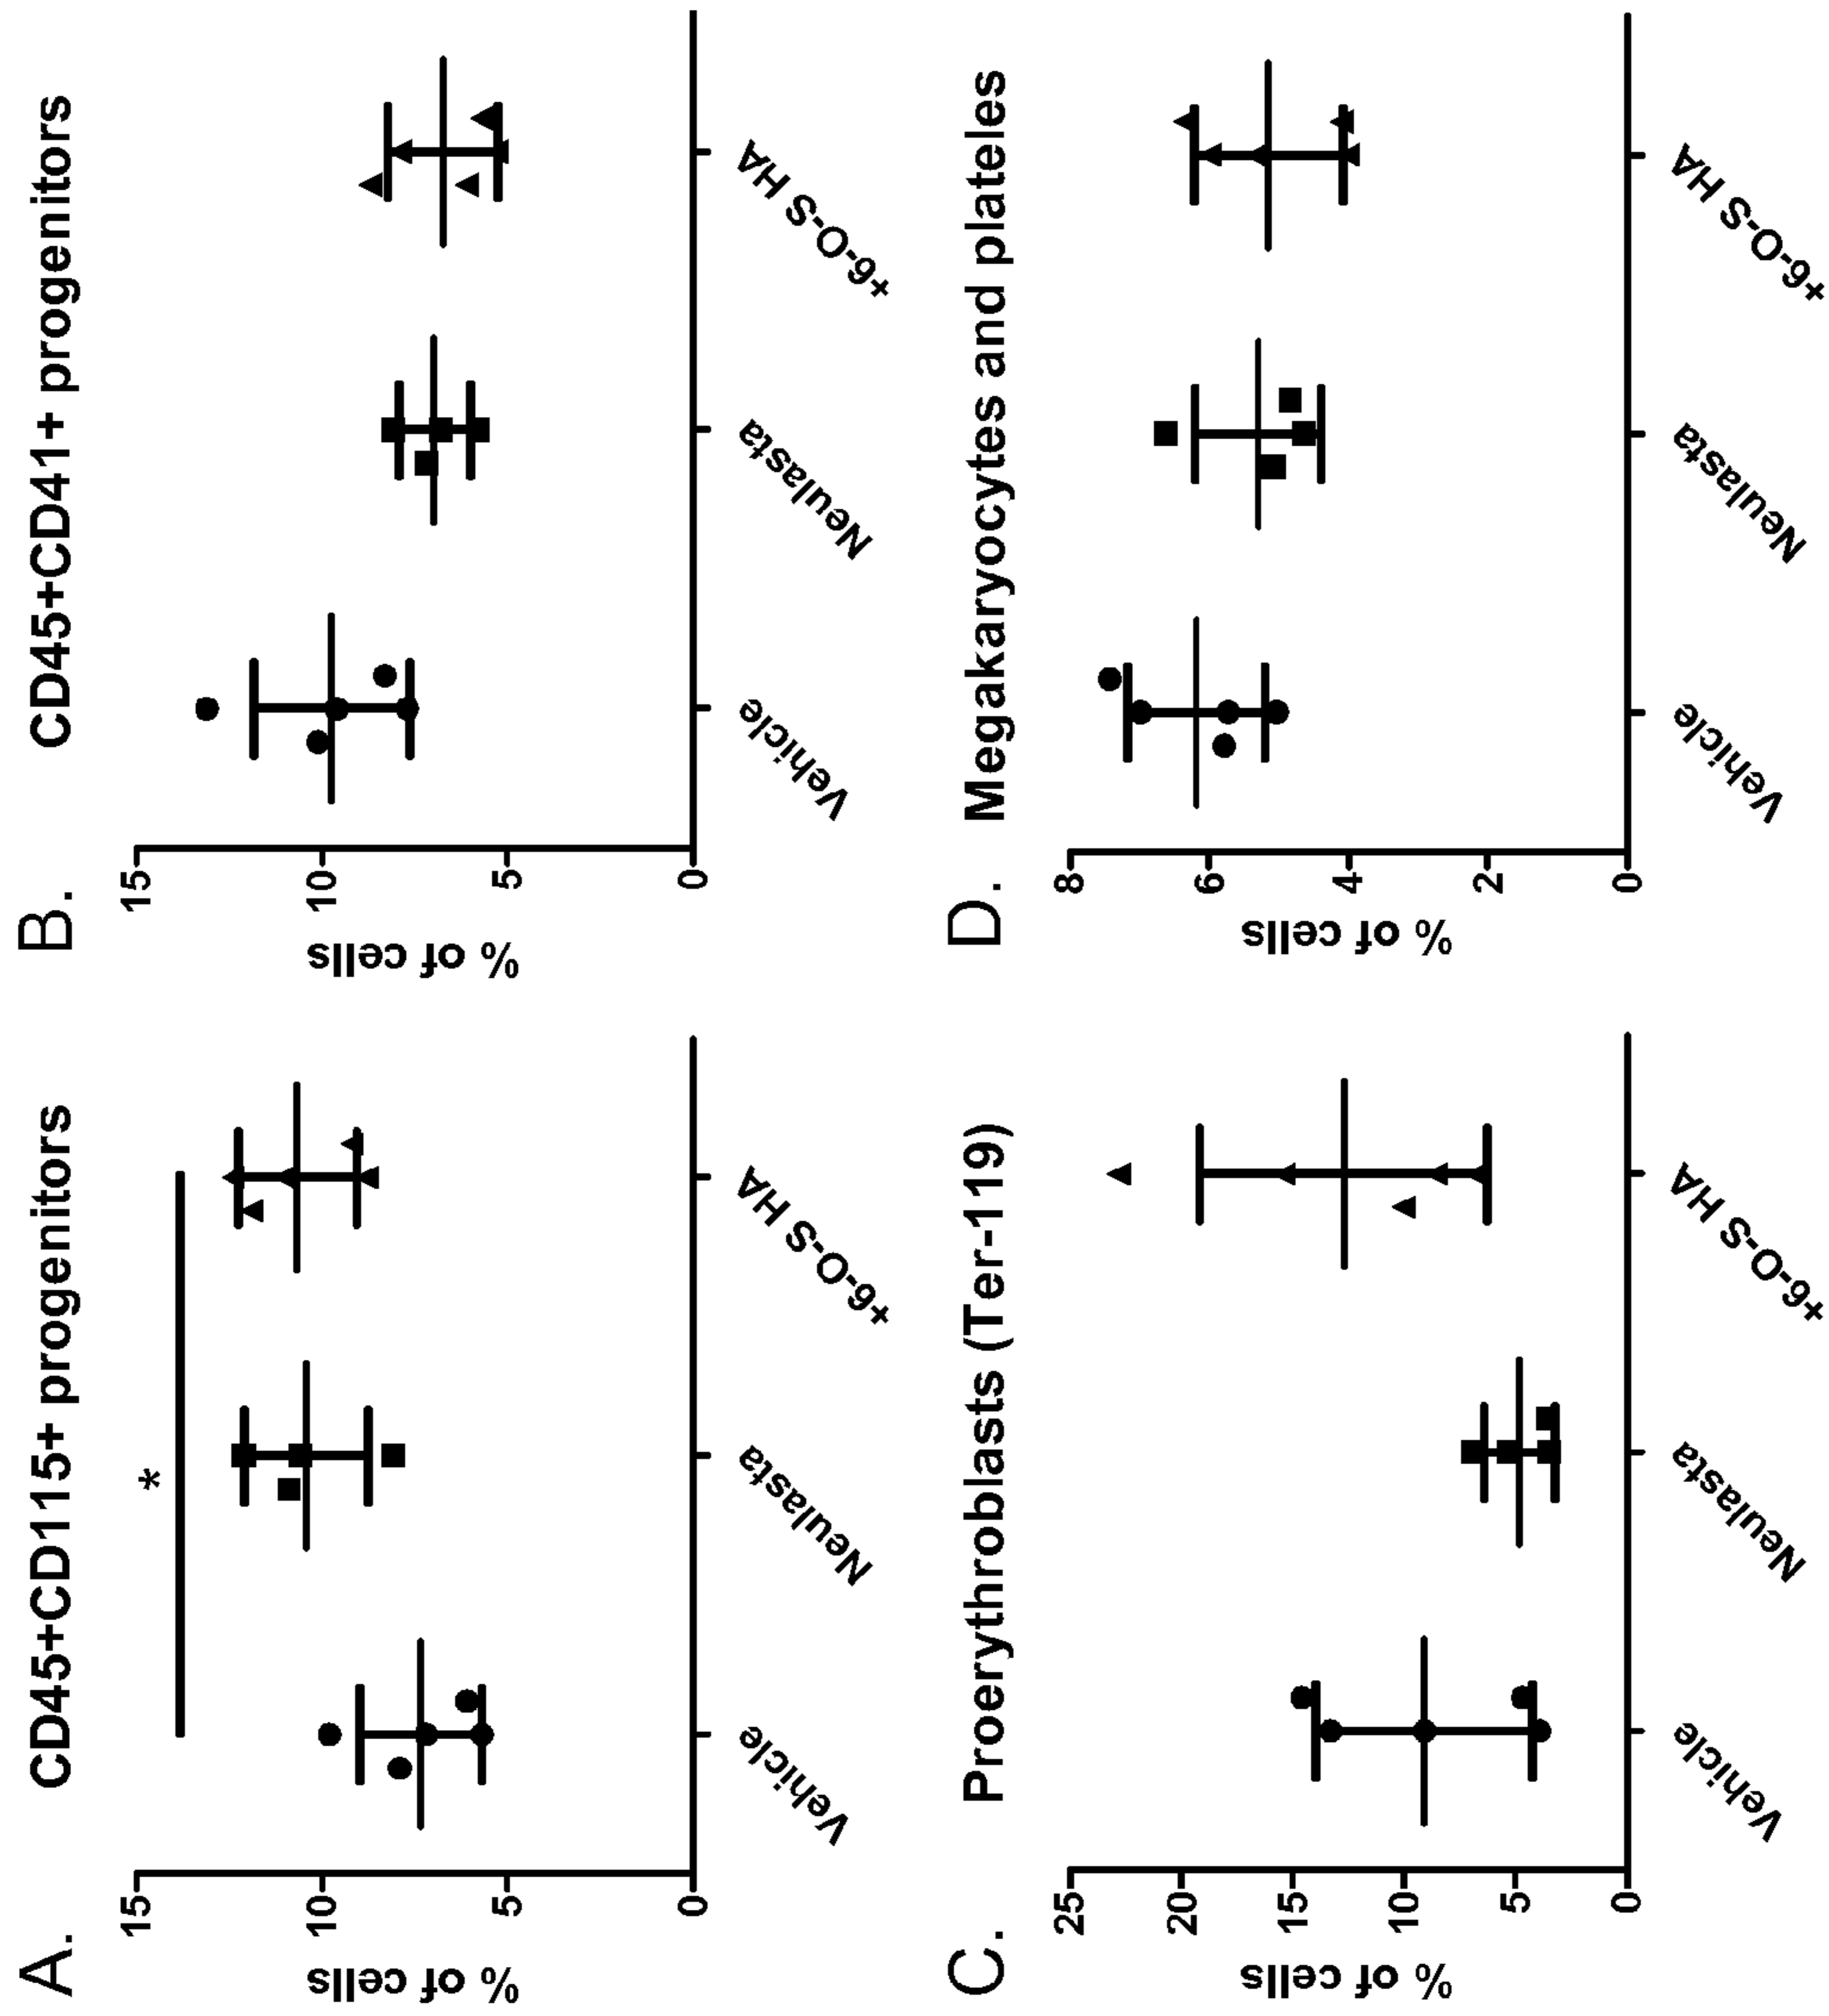 A. CD45+CD115+ progenitors
% of cells
15
10
5
0
*
Vehicle
Neulasta
+6-O-S HA
B. CD45+CD41+ progenitors
% of cells
15
10
5
0
Vehicle
Neulasta
+6-O-S HA
C. Proerythroblasts (Ter-119)
% of cells
25
20
15
10
5
0
Vehicle
Neulasta
+6-O-S HA
D. Megakaryocytes and plateles
% of cells
8
6
4
2
0
Vehicle
Neulasta
+6-O-S HA